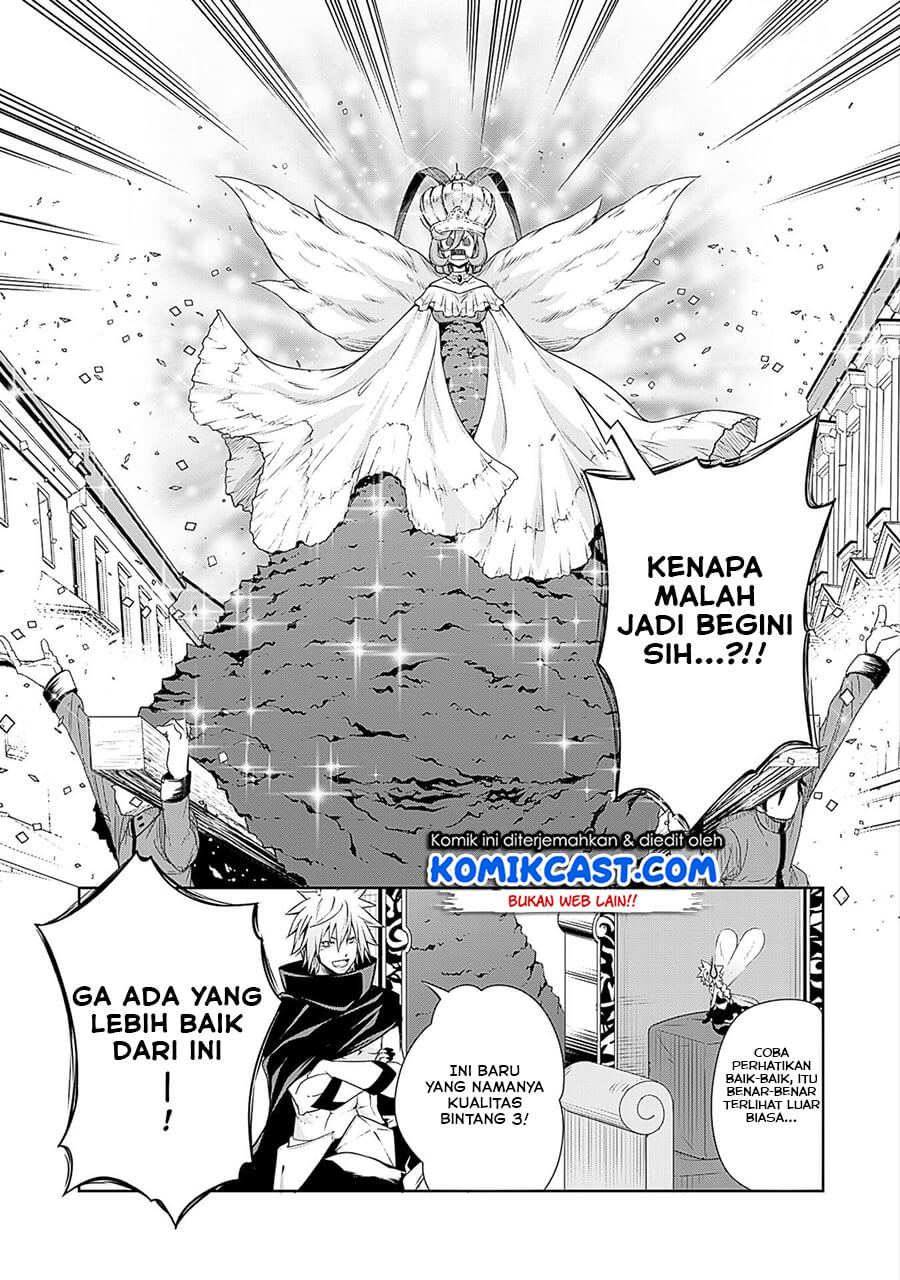 KENAPA
MALAH
JADI BEGINI
SIH...?!!
Komik ini diterjemahkan & diedit oleh
KOMIKCAST.COM
BUKAN WEB LAIN!!
COBA
PERHATIKAN
BAIK-BAIK, ITU
BENAR-BENAR
TERLIHAT LUAR
BIASA...
INI BARU
YANG NAMANYA
KUALITAS
BINTANG 3!
GA ADA YANG
LEBIH BAIK
DARI INI
—!